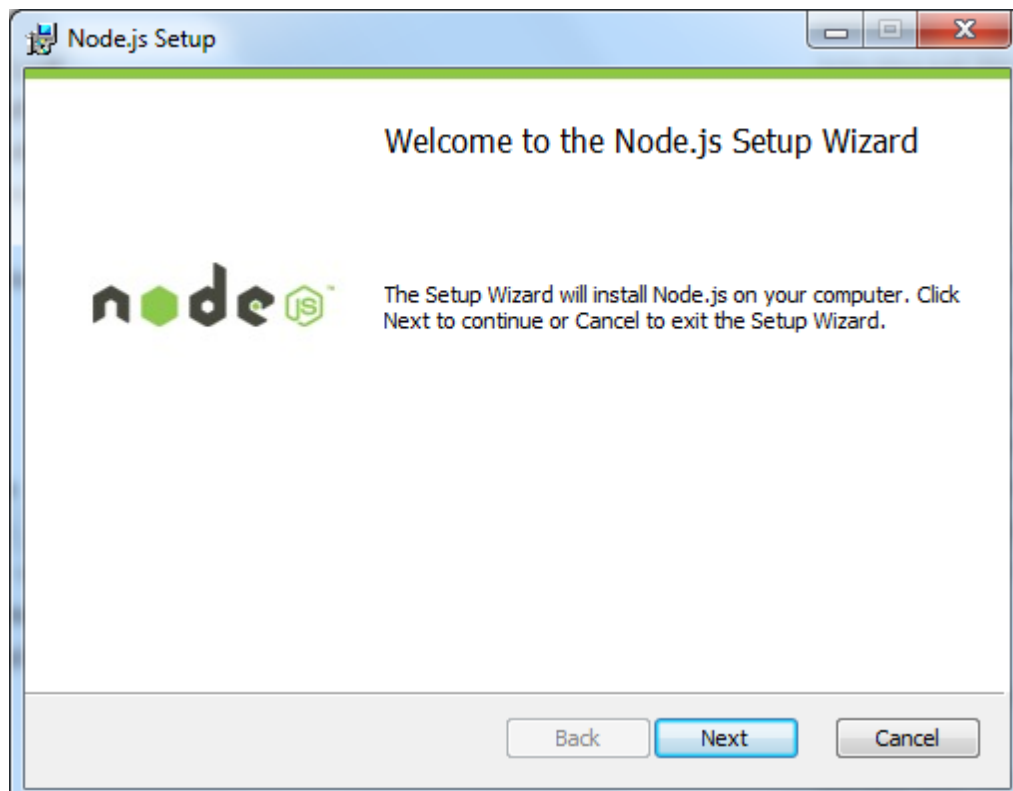 Node.js Setup
Welcome to the Node.js Setup Wizard
node JS™
The Setup Wizard will install Node.js on your computer. Click
Next to continue or Cancel to exit the Setup Wizard.
Back
Next
Cancel